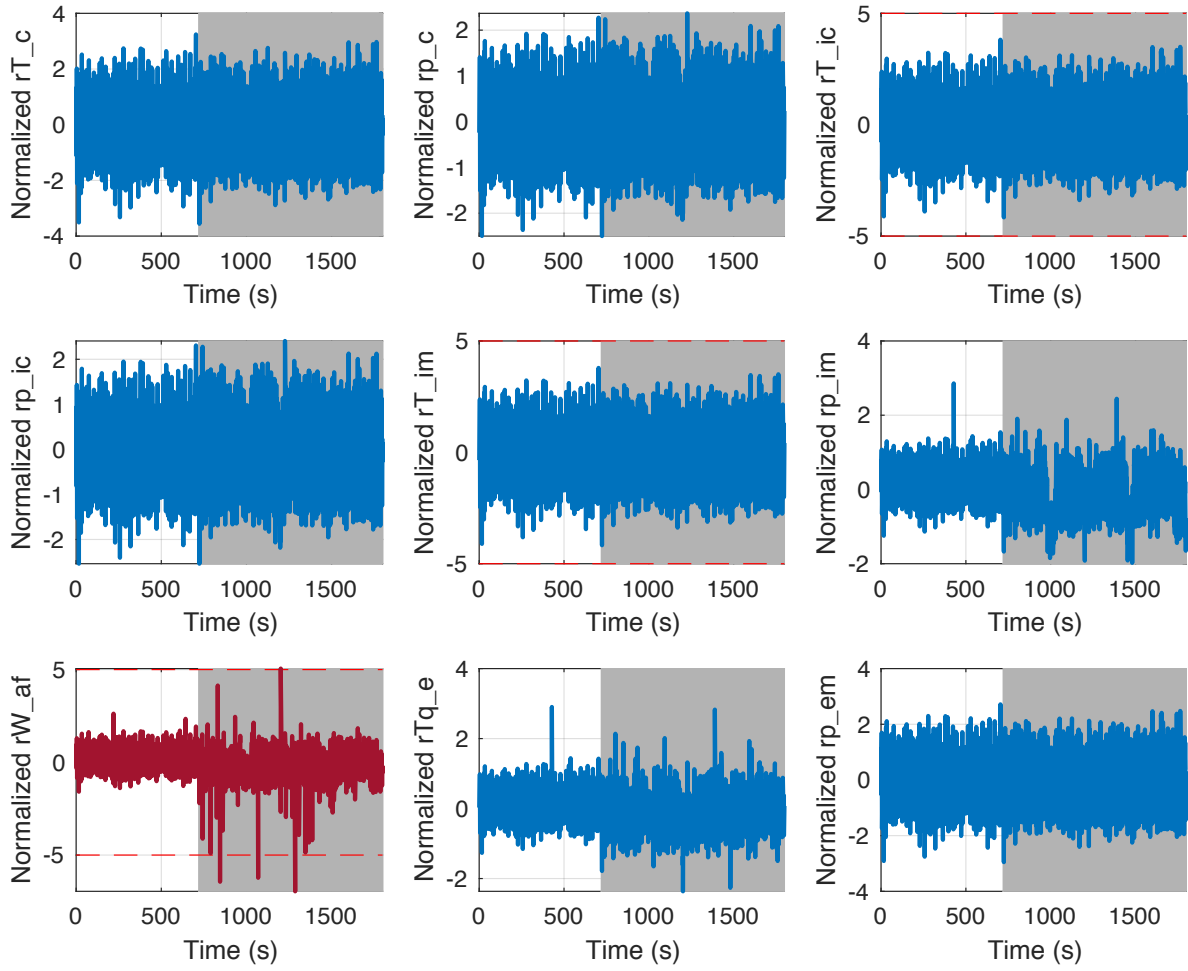 Normalized rT_c
4
2
0
-2
-4
0 500 1000 1500
Time (s)
Normalized rp_c
2
1
0
-1
-2
0 500 1000 1500
Time (s)
Normalized rT_ic
5
0
-5
0 500 1000 1500
Time (s)
Normalized rp_ic
2
1
0
-1
-2
0 500 1000 1500
Time (s)
Normalized rT_im
5
0
-5
0 500 1000 1500
Time (s)
Normalized rp_im
4
2
0
-2
0 500 1000 1500
Time (s)
Normalized rW_af
5
0
-5
0 500 1000 1500
Time (s)
Normalized rTq_e
4
2
0
-2
0 500 1000 1500
Time (s)
Normalized rp_em
4
2
0
-2
-4
0 500 1000 1500
Time (s)